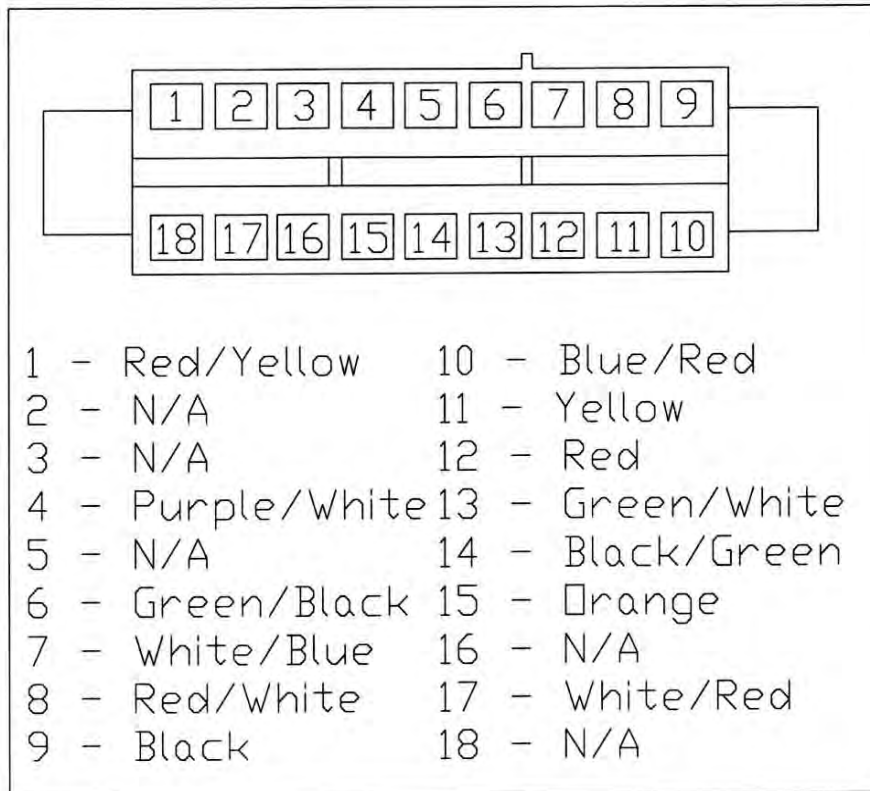 1 2 3 4 5 6 7 8 9
18 17 16 15 14 13 12 11 10
1 - Red/Yellow
2 - N/A
3 - N/A
4 - Purple/White
5 - N/A
6 - Green/Black
7 - White/Blue
8 - Red/White
9 - Black
10 - Blue/Red
11 - Yellow
12 - Red
13 - Green/White
14 - Black/Green
15 - Orange
16 - N/A
17 - White/Red
18 - N/A